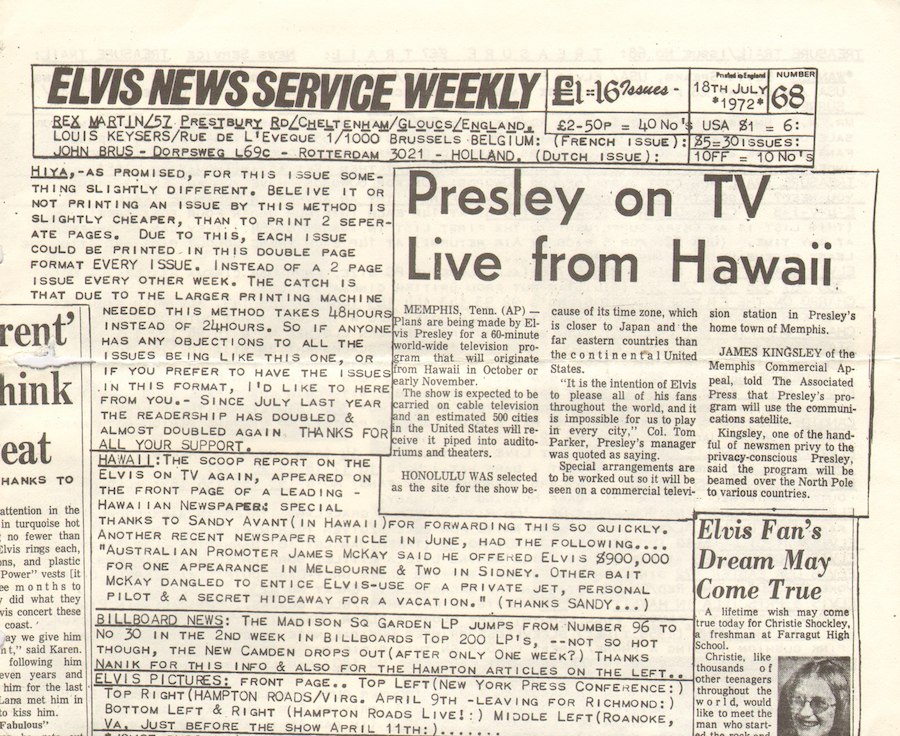 ELVIS NEWS SERVICE WEEKLY
£1=16 Issues -
Printed in England
18TH JULY
*1972*
NUMBER
68
REX MARTIN/57 PRESTBURY RD/CHELTENHAM/GLOUCS/ENGLAND.
£2-50P = 40 No's
USA $1 = 6:
LOUIS KEYSERS/RUE DE L'EVEQUE 1/1000 BRUSSELS BELGIUM: (FRENCH ISSUE):
$5=30 ISSUES:
JOHN BRUS - DORPSWEG L69C - ROTTERDAM 3021 - HOLLAND. (DUTCH ISSUE):
10FF = 10 No's
HIYA,-AS PROMISED, FOR THIS ISSUE SOME-
THING SLIGHTLY DIFFERENT. BELEIVE IT OR
NOT PRINTING AN ISSUE BY THIS METHOD IS
SLIGHTLY CHEAPER, THAN TO PRINT 2 SEPER-
ATE PAGES. DUE TO THIS, EACH ISSUE
COULD BE PRINTED IN THIS DOUBLE PAGE
FORMAT EVERY ISSUE. INSTEAD OF A 2 PAGE
ISSUE EVERY OTHER WEEK. THE CATCH IS
THAT DUE TO THE LARGER PRINTING MACHINE
NEEDED THIS METHOD TAKES 48HOURS
INSTEAD OF 24HOURS. SO IF ANYONE
HAS ANY OBJECTIONS TO ALL THE
ISSUES BEING LIKE THIS ONE, OR
IF YOU PREFER TO HAVE THE ISSUES
IN THIS FORMAT, I'D LIKE TO HERE
FROM YOU.- SINCE JULY LAST YEAR
THE READERSHIP HAS DOUBLED &
ALMOST DOUBLED AGAIN. THANKS FOR
ALL YOUR SUPPORT.
HAWAII:THE SCOOP REPORT ON THE
ELVIS ON TV AGAIN, APPEARED ON
THE FRONT PAGE OF A LEADING -
HAWAIIAN NEWSPAPER: SPECIAL
THANKS TO SANDY AVANT(IN HAWAII)FOR FORWARDING THIS SO QUICKLY.
ANOTHER RECENT NEWSPAPER ARTICLE IN JUNE, HAD THE FOLLOWING....
"AUSTRALIAN PROMOTER JAMES MCKAY SAID HE OFFERED ELVIS $900,000
FOR ONE APPEARANCE IN MELBOURNE & TWO IN SIDNEY. OTHER BAIT
MCKAY DANGLED TO ENTICE ELVIS-USE OF A PRIVATE JET, PERSONAL
PILOT & A SECRET HIDEAWAY FOR A VACATION." (THANKS SANDY...)
BILLBOARD NEWS: THE MADISON SQ GARDEN LP JUMPS FROM NUMBER 96 TO
NO 30 IN THE 2ND WEEK IN BILLBOARDS TOP 200 LP'S, --NOT SO HOT
THOUGH, THE NEW CAMDEN DROPS OUT(AFTER ONLY ONE WEEK?) THANKS
NANIK FOR THIS INFO & ALSO FOR THE HAMPTON ARTICLES ON THE LEFT..
ELVIS PICTURES: FRONT PAGE.. TOP LEFT(NEW YORK PRESS CONFERENCE:)
TOP RIGHT(HAMPTON ROADS/VIRG. APRIL 9TH -LEAVING FOR RICHMOND:)
BOTTOM LEFT & RIGHT (HAMPTON ROADS LIVE!:) MIDDLE LEFT(ROANOKE,
VA. JUST BEFORE THE SHOW APRIL 11TH:).......
Presley on TV
Live from Hawaii
MEMPHIS, Tenn. (AP) —
Plans are being made by El-
vis Presley for a 60-minute
world-wide television pro-
gram that will originate
from Hawaii in October or
early November.
The show is expected to be
carried on cable television
and an estimated 500 cities
in the United States will re-
ceive it piped into audito-
riums and theaters.
HONOLULU WAS selected
as the site for the show be-
cause of its time zone, which
is closer to Japan and the
far eastern countries than
the continental United
States.
"It is the intention of Elvis
to please all of his fans
throughout the world, and it
is impossible for us to play
in every city," Col. Tom
Parker, Presley's manager
was quoted as saying.
Special arrangements are
to be worked out so it will be
seen on a commercial televi-
sion station in Presley's
home town of Memphis.
JAMES KINGSLEY of the
Memphis Commercial Ap-
peal, told The Associated
Press that Presley's pro-
gram will use the communi-
cations satellite.
Kingsley, one of the hand-
ful of newsmen privy to the
privacy-conscious Presley,
said the program will be
beamed over the North Pole
to various countries.
Elvis Fan's
Dream May
Come True
A lifetime wish may come
true today for Christie Shockley,
a freshman at Farragut High
School.
Christie, like
thousands of
other teenagers
throughout the
world, would
like to meet the
man who start-
ed the rock and
rent'
hink
eat
HANKS TO
attention in the
in turquoise hot
no fewer than
Elvis rings each,
ons, and plastic
Power" vests [it
ee months to
y did what they
vis concert these
coast.
ay we give him
nt," said Karen.
following him
even years and
him for the last
Lana met him in
to kiss him.
Fabulous"